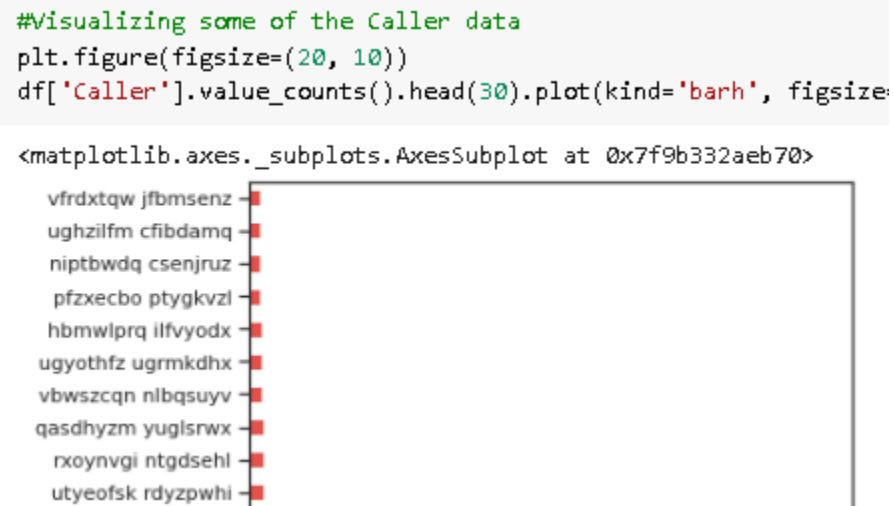 #Visualizing some of the Caller data
plt.figure(figsize=(20, 10))
df['Caller'].value_counts().head(30).plot(kind='barh', figsize=
<matplotlib.axes._subplots.AxesSubplot at 0x7f9b332aeb70>
vfrdxtqw jfbmsenz
ughzilfm cfibdamq
niptbwdq csenjruz
pfzxecbo ptygkvzl
hbmwlprq ilfvyodx
ugyothfz ugrmkdhx
vbwszcqn nlbqsuyv
qasdhyzm yuglsrwx
rxoynvgi ntgdsehl
utyeofsk rdyzpwhi